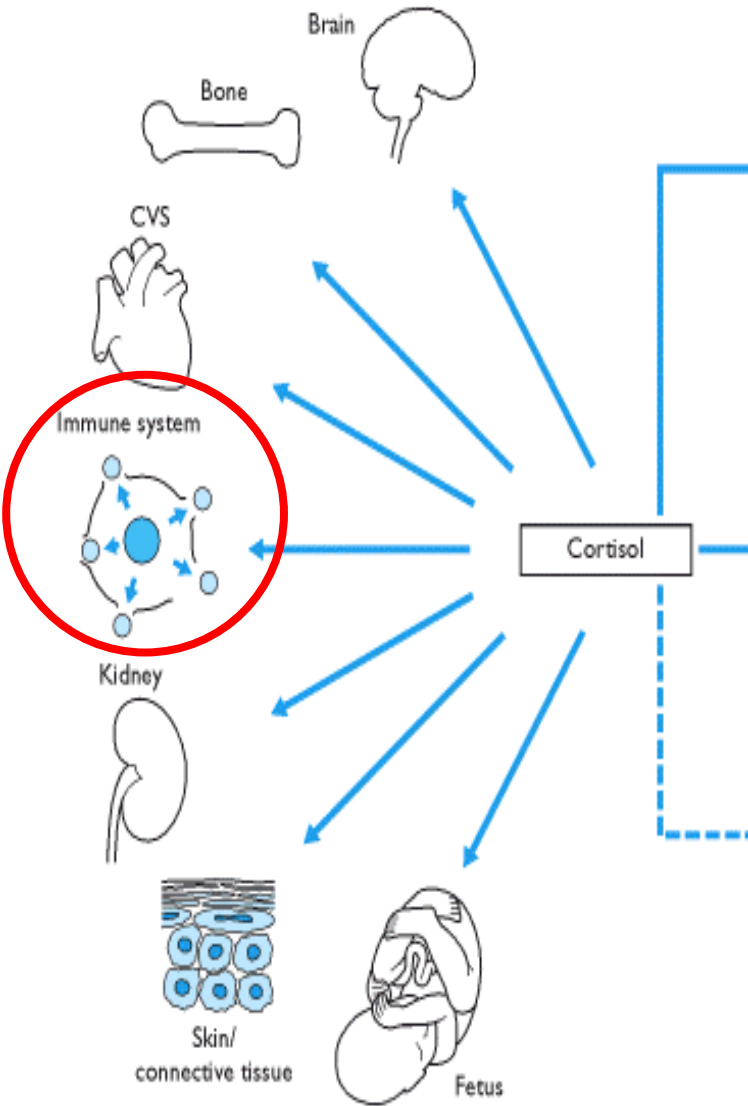 Brain
Bone
CVS
Immune system
Cortisol
Kidney
Skin/
connective tissue
Fetus